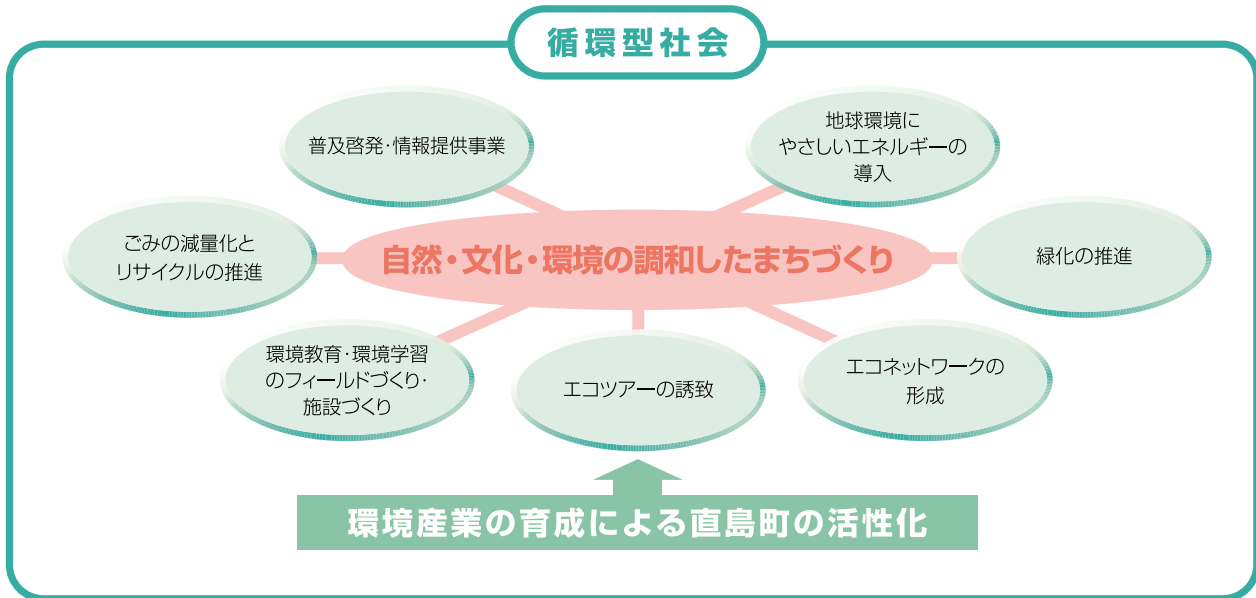 循環型社会
普及啓発・情報提供事業
地球環境に
やさしいエネルギーの
導入
ごみの減量化と
リサイクルの推進
自然・文化・環境の調和したまちづくり
緑化の推進
環境教育・環境学習
のフィールドづくり・
施設づくり
エコツアーの誘致
エコネットワークの
形成
環境産業の育成による直島町の活性化